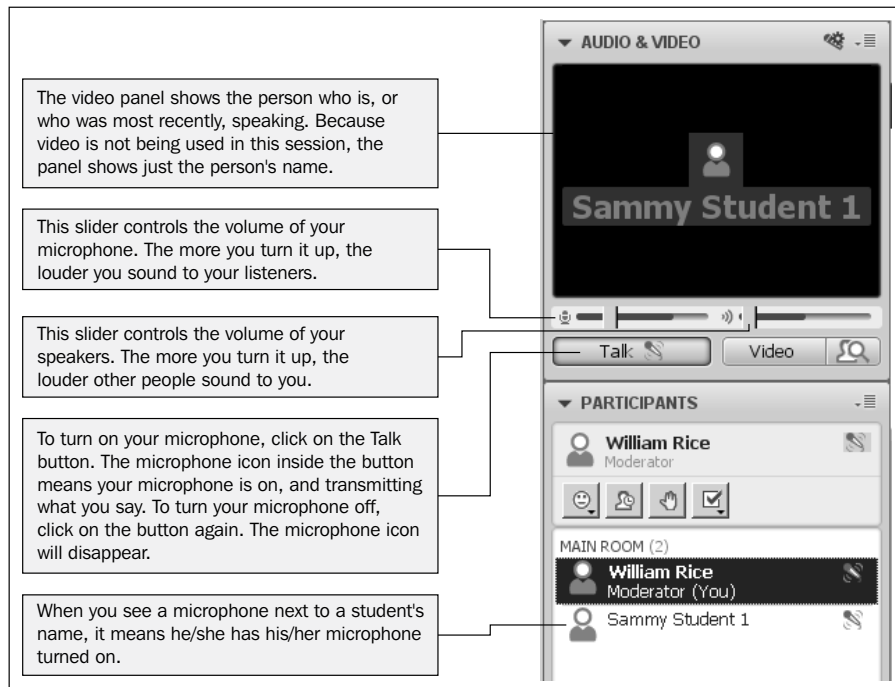 The video panel shows the person who is, or
who was most recently, speaking. Because
video is not being used in this session, the
panel shows just the person's name.
This slider controls the volume of your
microphone. The more you turn it up, the
louder you sound to your listeners.
This slider controls the volume of your
speakers. The more you turn it up, the
louder other people sound to you.
To turn on your microphone, click on the Talk
button. The microphone icon inside the button
means your microphone is on, and transmitting
what you say. To turn your microphone off,
click on the button again. The microphone icon
will disappear.
When you see a microphone next to a student's
name, it means he/she has his/her microphone
turned on.
AUDIO & VIDEO
Sammy Student 1
Talk
Video
PARTICIPANTS
William Rice
Moderator
MAIN ROOM (2)
William Rice
Moderator (You)
Sammy Student 1